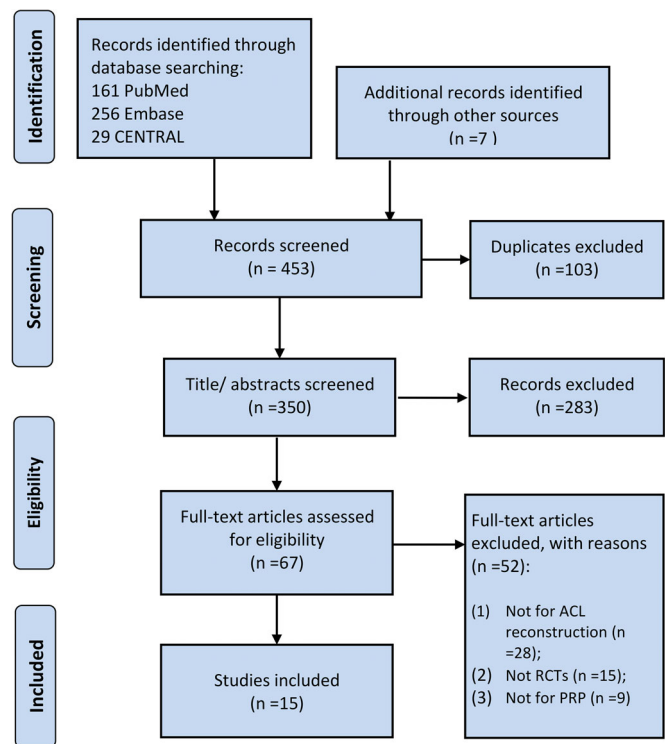 Identification
Records identified through
database searching:
161 PubMed
256 Embase
29 CENTRAL
Additional records identified
through other sources
(n =7 )
Screening
Records screened
(n = 453)
Duplicates excluded
(n =103)
Title/ abstracts screened
(n =350)
Records excluded
(n =283)
Eligibility
Full-text articles assessed
for eligibility
(n =67)
Full-text articles
excluded, with reasons
(n =52):
(1) Not for ACL
reconstruction (n
=28);
(2) Not RCTs (n =15);
(3) Not for PRP (n =9)
Included
Studies included
(n =15)